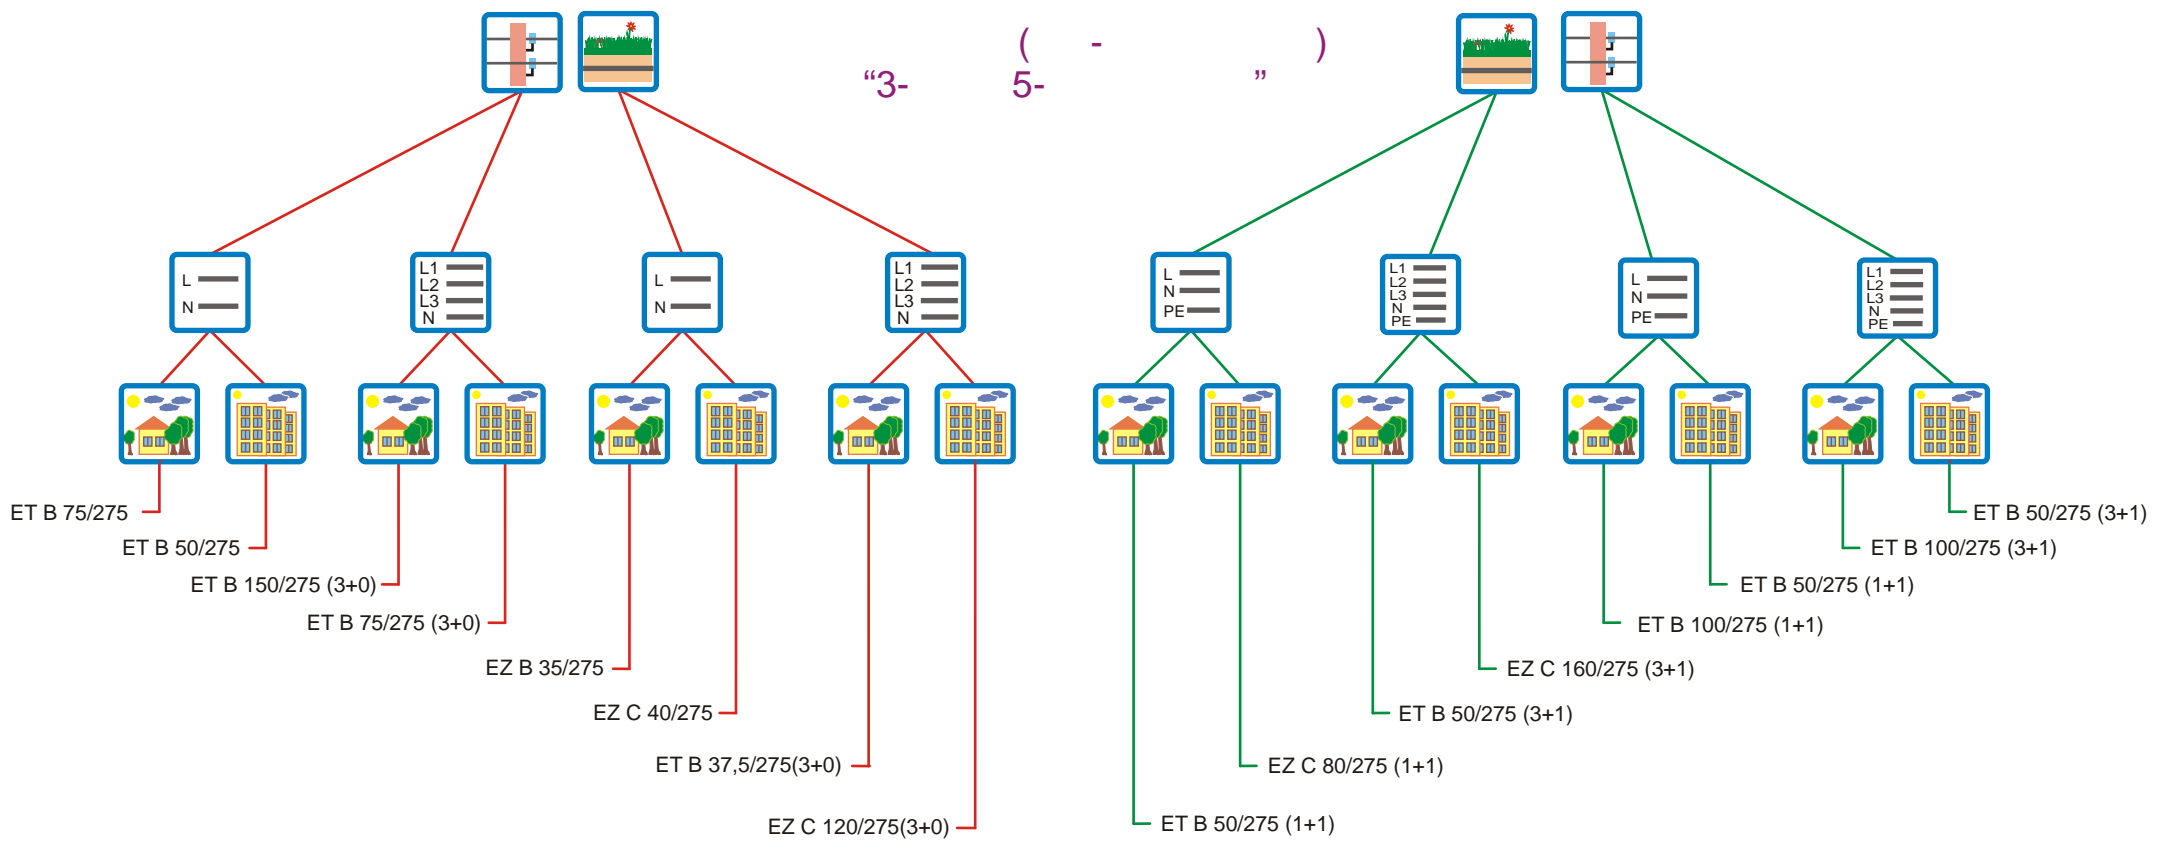 ( - )
“3- 5- ”
L
N
L1
L2
L3
N
L
N
L1
L2
L3
N
L
N
PE
L1
L2
L3
N
PE
L
N
PE
L1
L2
L3
N
PE
ET B 75/275
ET B 50/275
ET B 150/275 (3+0)
ET B 75/275 (3+0)
EZ B 35/275
EZ C 40/275
ET B 37,5/275(3+0)
EZ C 120/275(3+0)
ET B 50/275 (3+1)
ET B 100/275 (3+1)
ET B 50/275 (1+1)
ET B 100/275 (1+1)
EZ C 160/275 (3+1)
ET B 50/275 (3+1)
EZ C 80/275 (1+1)
ET B 50/275 (1+1)